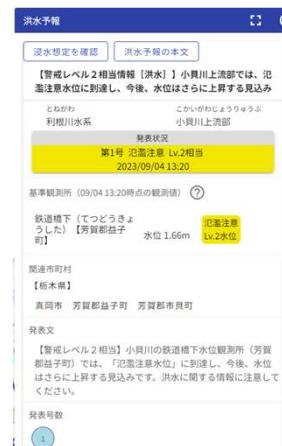 洪水予報
浸水想定を確認
洪水予報の本文
【警戒レベル２相当情報［洪水］】小貝川上流部では、氾
濫注意水位に到達し、今後、水位はさらに上昇する見込み
とねがわ
利根川水系
こかいがわじょうりゅうぶ
小貝川上流部
発表状況
第1号 氾濫注意 Lv.2相当
2023/09/04 13:20
基準観測所（09/04 13:20時点の観測値） ?
鉄道橋下（てつどうきょ
うした）【芳賀郡益子
町】
水位 1.66m
氾濫注意
Lv.2水位
関連市町村
【栃木県】
真岡市 芳賀郡益子町 芳賀郡市貝町
発表文
【警戒レベル２相当】小貝川の鉄道橋下水位観測所（芳賀
郡益子町）では、「氾濫注意水位」に到達し、今後、水位
はさらに上昇する見込みです。洪水に関する情報に注意して
ください。
発表号数
1